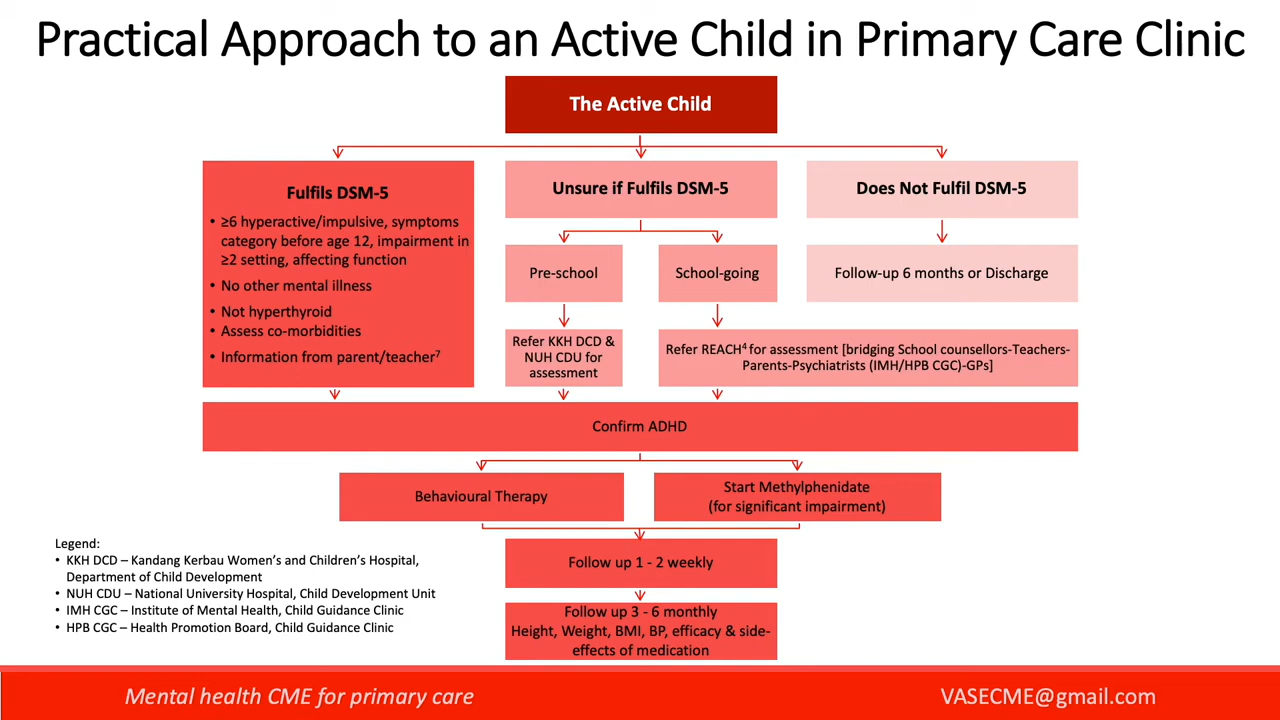 Practical Approach to an Active Child in Primary Care Clinic
The Active Child
Fulfils DSM-5
• ≥6 hyperactive/impulsive, symptoms
category before age 12, impairment in
≥2 setting, affecting function
• No other mental illness
• Not hyperthyroid
• Assess co-morbidities
• Information from parent/teacher⁷
Unsure if Fulfils DSM-5
Pre-school
School-going
Refer KKH DCD &
NUH CDU for
assessment
Refer REACH⁴ for assessment [bridging School counsellors-Teachers-
Parents-Psychiatrists (IMH/HPB CGC)-GPs]
Does Not Fulfil DSM-5
Follow-up 6 months or Discharge
Confirm ADHD
Behavioural Therapy
Start Methylphenidate
(for significant impairment)
Follow up 1 - 2 weekly
Follow up 3 - 6 monthly
Height, Weight, BMI, BP, efficacy & side-
effects of medication
Legend:
• KKH DCD – Kandang Kerbau Women's and Children's Hospital,
Department of Child Development
• NUH CDU – National University Hospital, Child Development Unit
• IMH CGC – Institute of Mental Health, Child Guidance Clinic
• HPB CGC – Health Promotion Board, Child Guidance Clinic
Mental health CME for primary care
VASECME@gmail.com